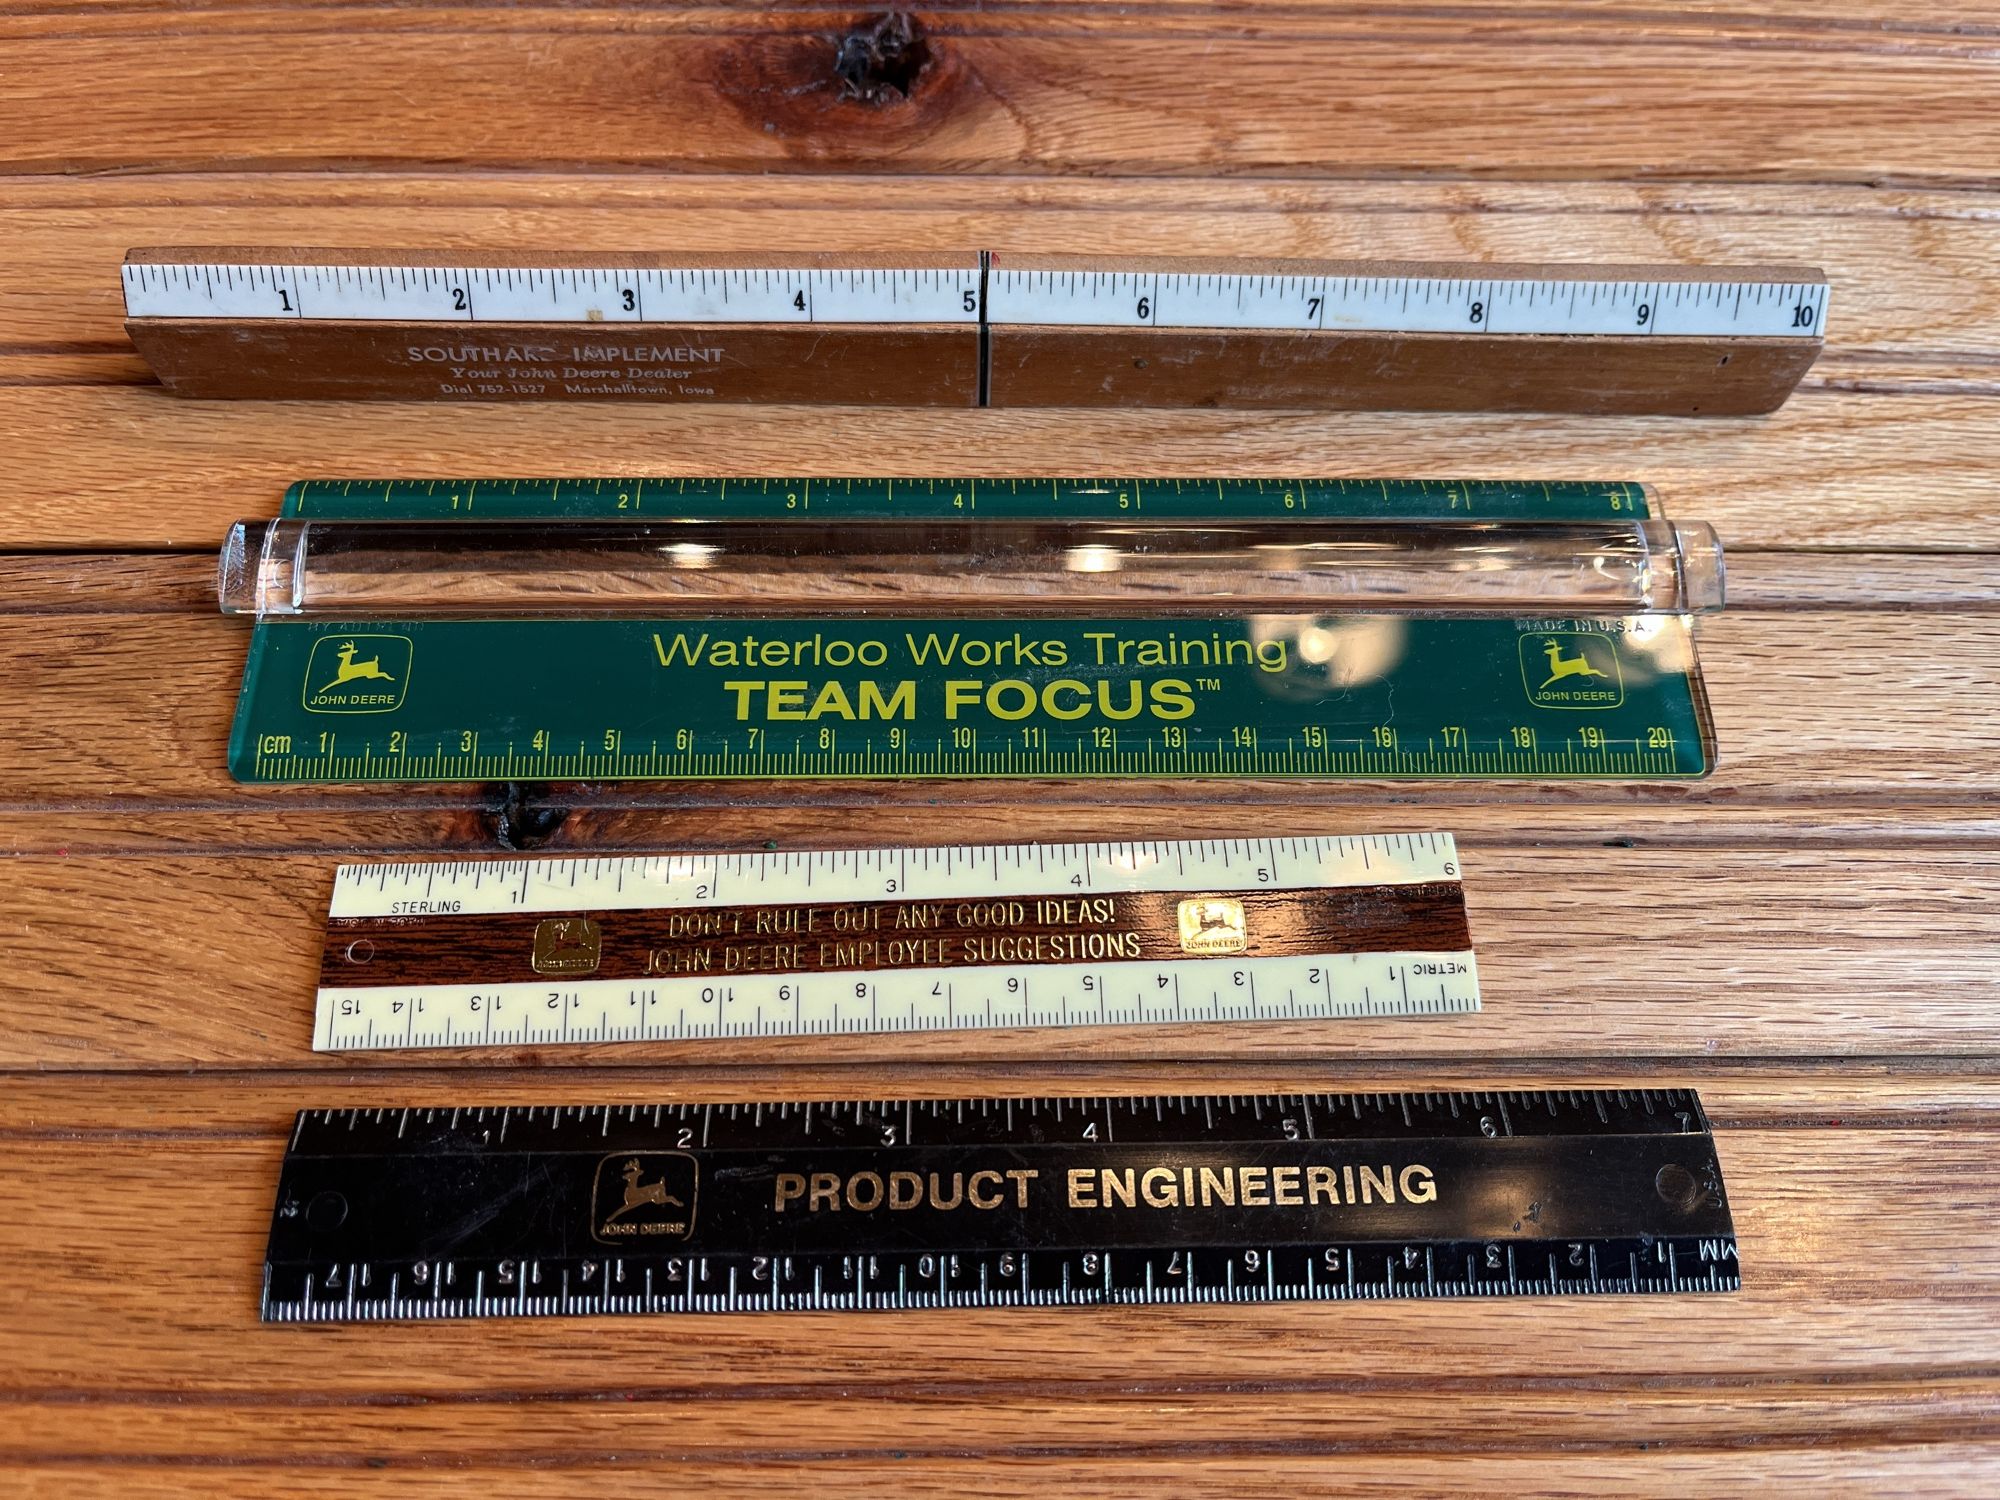 1 2 3 4 5 6 7 8 9 10
IMPLEMENT
Your John Deere Dealer
Dial 752-1527 Marshalltown, Iowa
1 2 3 4 5 6 7 8
MADE IN U.S.A.
JOHN DEERE
Waterloo Works Training
TEAM FOCUS™
JOHN DEERE
cm 1 2 3 4 5 6 7 8 9 10 11 12 13 14 15 16 17 18 19 20
1 2 3 4 5 6
STERLING
DON'T RULE OUT ANY GOOD IDEAS!
JOHN DEERE EMPLOYEE SUGGESTIONS
JOHN DEERE
JOHN DEERE
METRIC 1 2 3 4 5 6 7 8 9 10 11 12 13 14 15
1 2 3 4 5 6 7
JOHN DEERE
PRODUCT ENGINEERING
U.S.A.
MM 1 2 3 4 5 6 7 8 9 10 11 12 13 14 15 16 17